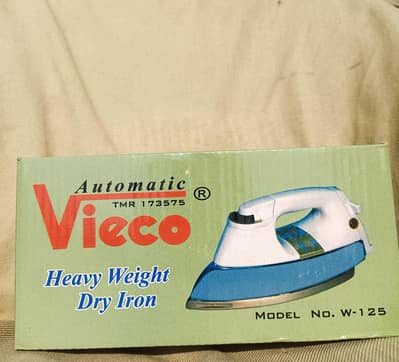 Automatic
TMR 173575
Vieco ®
Heavy Weight
Dry Iron
MODEL NO. W-125